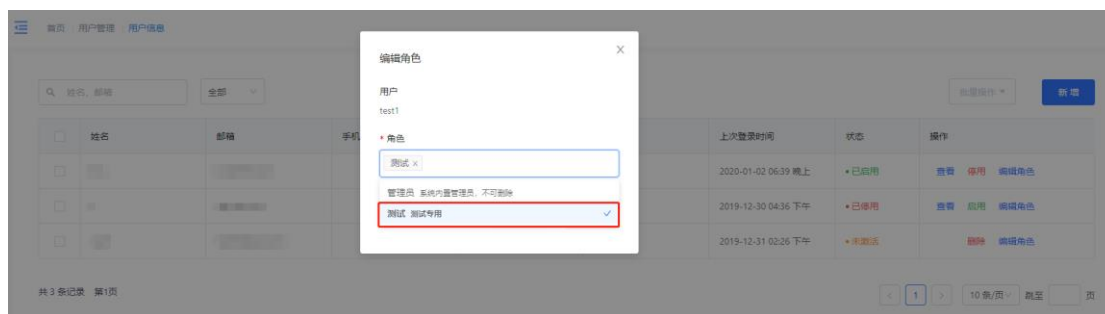 首页 用户管理 用户信息
编辑角色
用户
test1
* 角色
测试 ×
管理员 系统内置管理员，不可删除
测试 测试专用
姓名、邮箱
全部
批量操作
新 增
姓名 邮箱 手机 上次登录时间 状态 操作
2020-01-02 06:39 晚上 已启用 查看 停用 编辑角色
2019-12-30 04:36 下午 已停用 查看 启用 编辑角色
2019-12-31 02:26 下午 未激活 删除 编辑角色
共 3 条记录 第1页
< 1 > 10 条/页 跳至 页